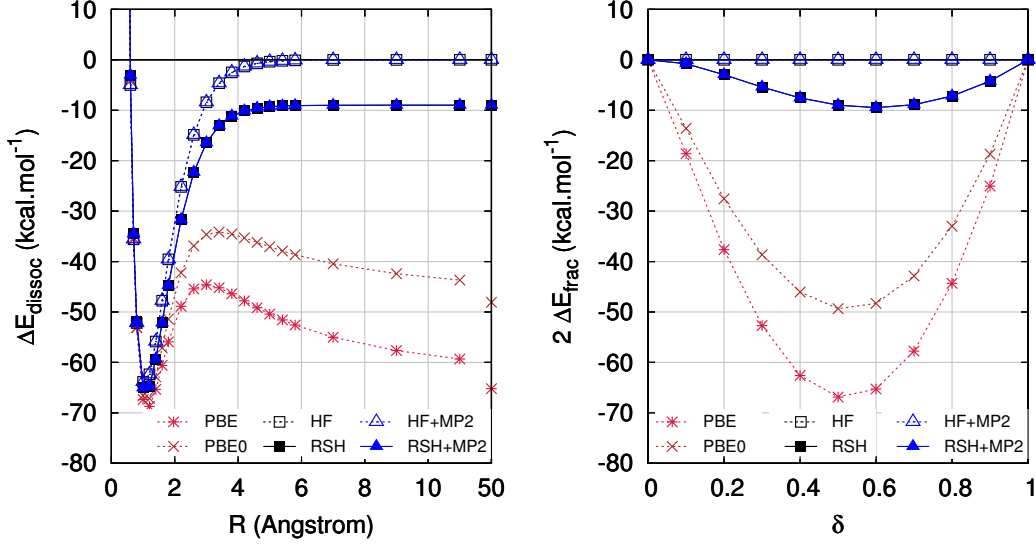 ΔE_dissoc (kcal.mol⁻¹)
10
0
-10
-20
-30
-40
-50
-60
-70
-80
0
2
4
6
8
10
50
R (Angstrom)
PBE
HF
HF+MP2
PBE0
RSH
RSH+MP2
2 ΔE_frac (kcal.mol⁻¹)
10
0
-10
-20
-30
-40
-50
-60
-70
-80
0
0.2
0.4
0.6
0.8
1
δ
PBE
HF
HF+MP2
PBE0
RSH
RSH+MP2